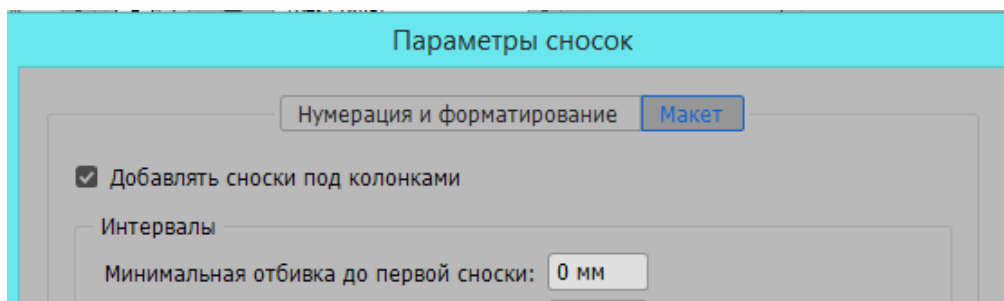 Параметры сносок
Нумерация и форматирование Макет
Добавлять сноски под колонками
Интервалы
Минимальная отбивка до первой сноски: 0 мм